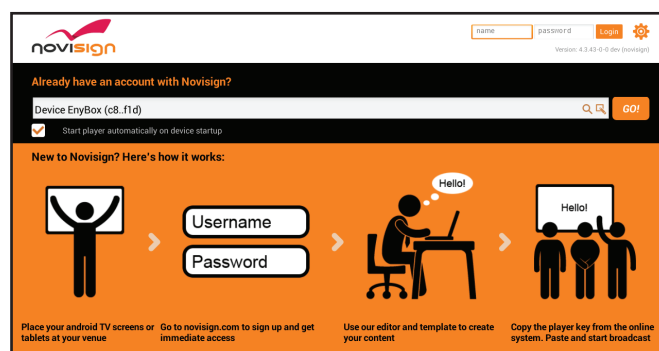 novisign
name
password
Login
Version: 4.3.43-0-0 dev (novisign)
Already have an account with Novisign?
Device EnyBox (c8..f1d)
GO!
Start player automatically on device startup
New to Novisign? Here's how it works:
Username
Password
Hello!
Hello!
Place your android TV screens or
tablets at your venue
Go to novisign.com to sign up and get
immediate access
Use our editor and template to create
your content
Copy the player key from the online
system. Paste and start broadcast